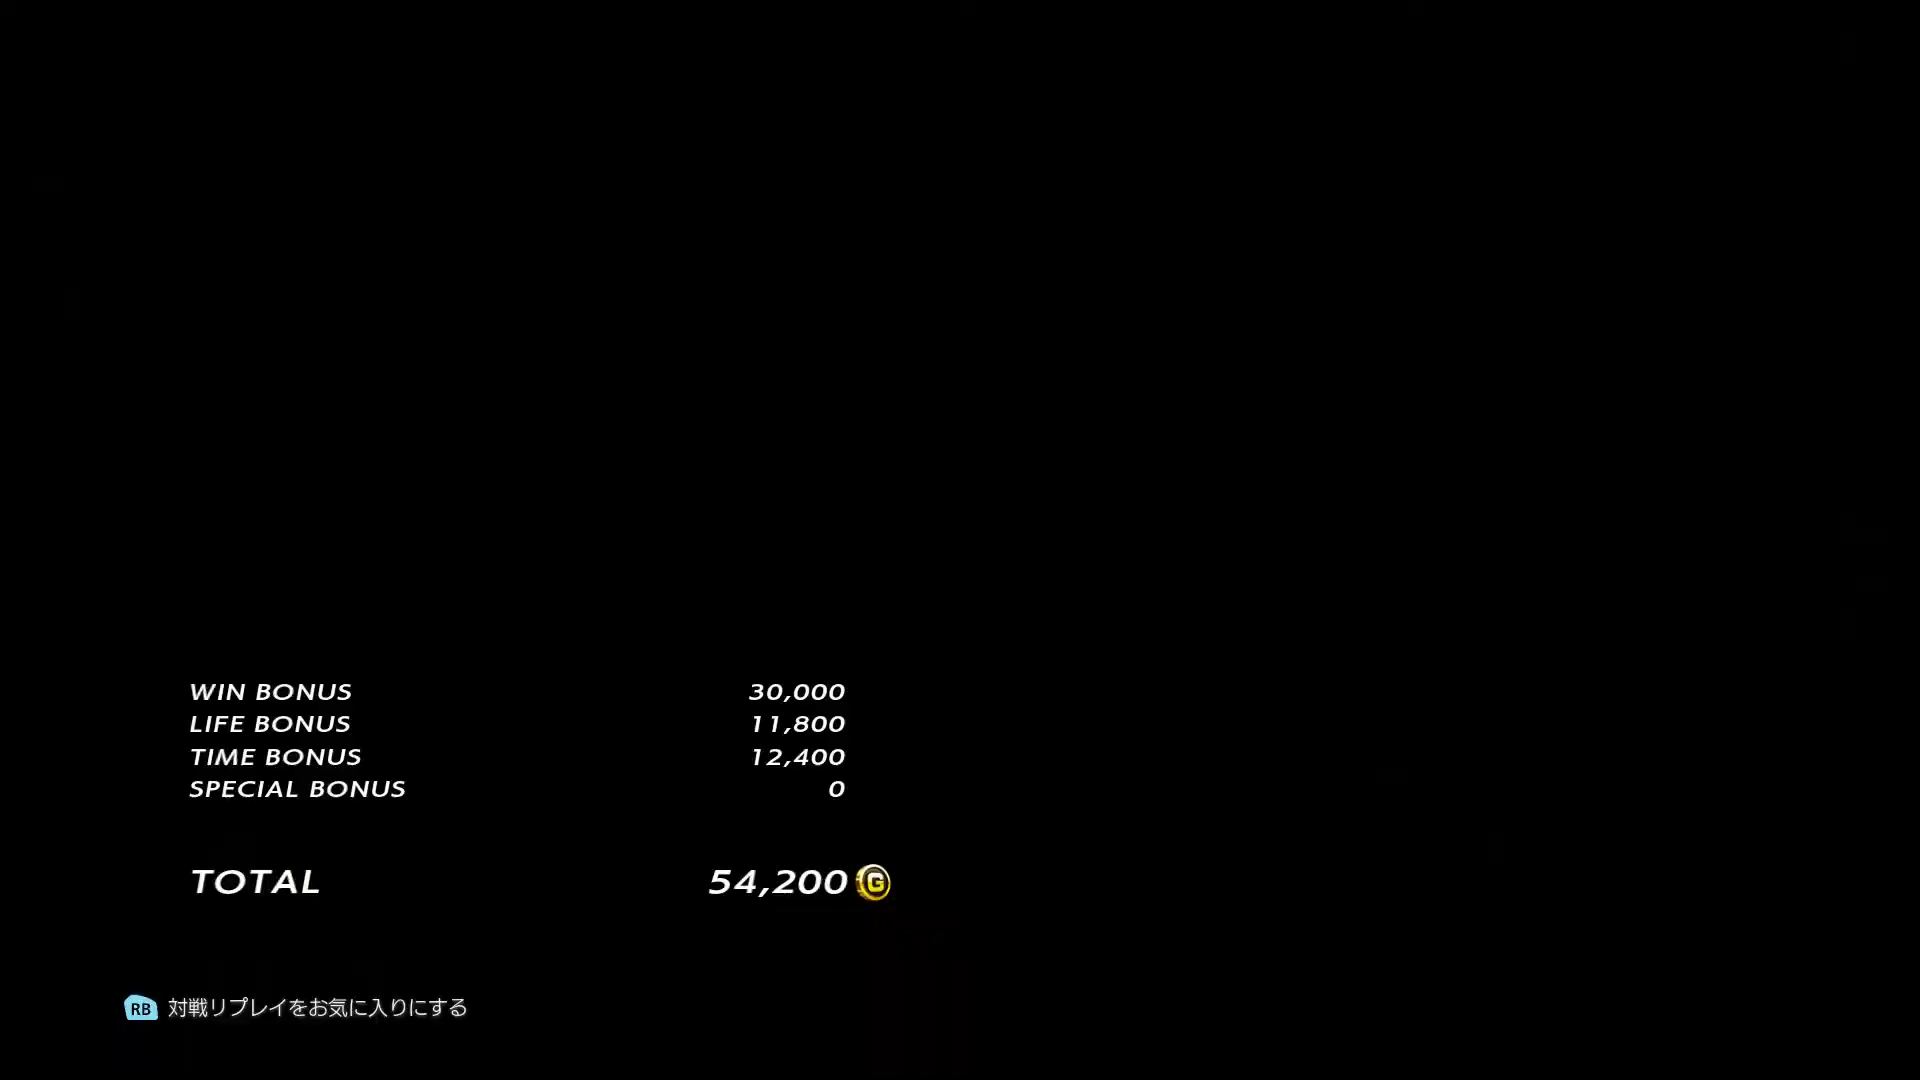 WIN BONUS 30,000
LIFE BONUS 11,800
TIME BONUS 12,400
SPECIAL BONUS 0
TOTAL 54,200 G
RB 対戦リプレイをお気に入りにする